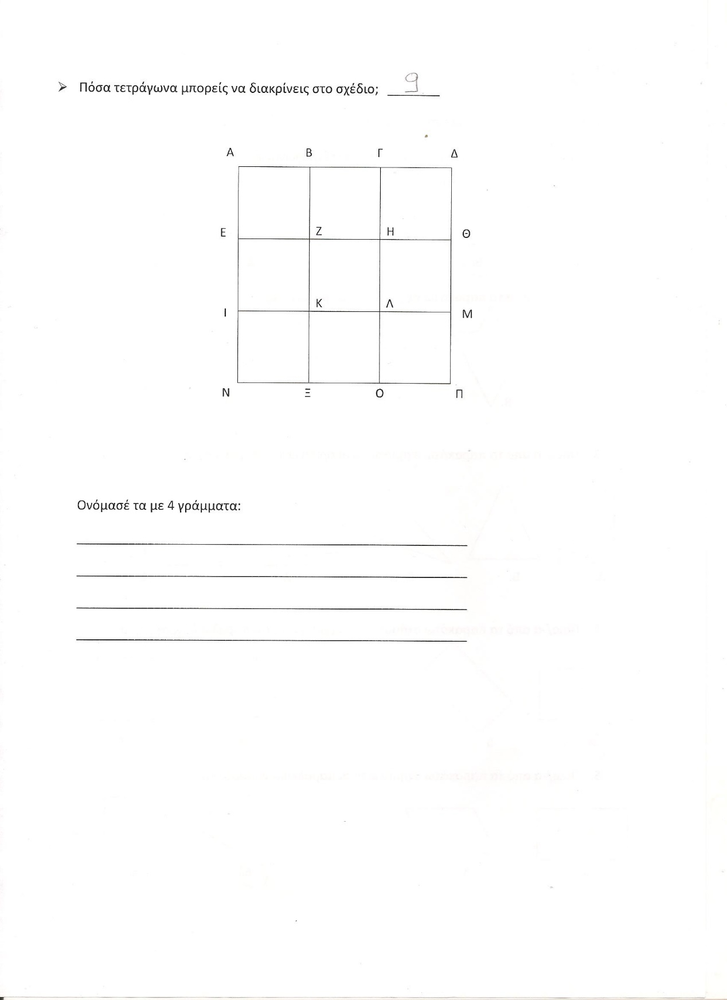 ➢ Πόσα τετράγωνα μπορείς να διακρίνεις στο σχέδιο; 9
Α Β Γ Δ
Ε Ζ Η Θ
Ι Κ Λ Μ
Ν Ξ Ο Π
Ονόμασέ τα με 4 γράμματα: